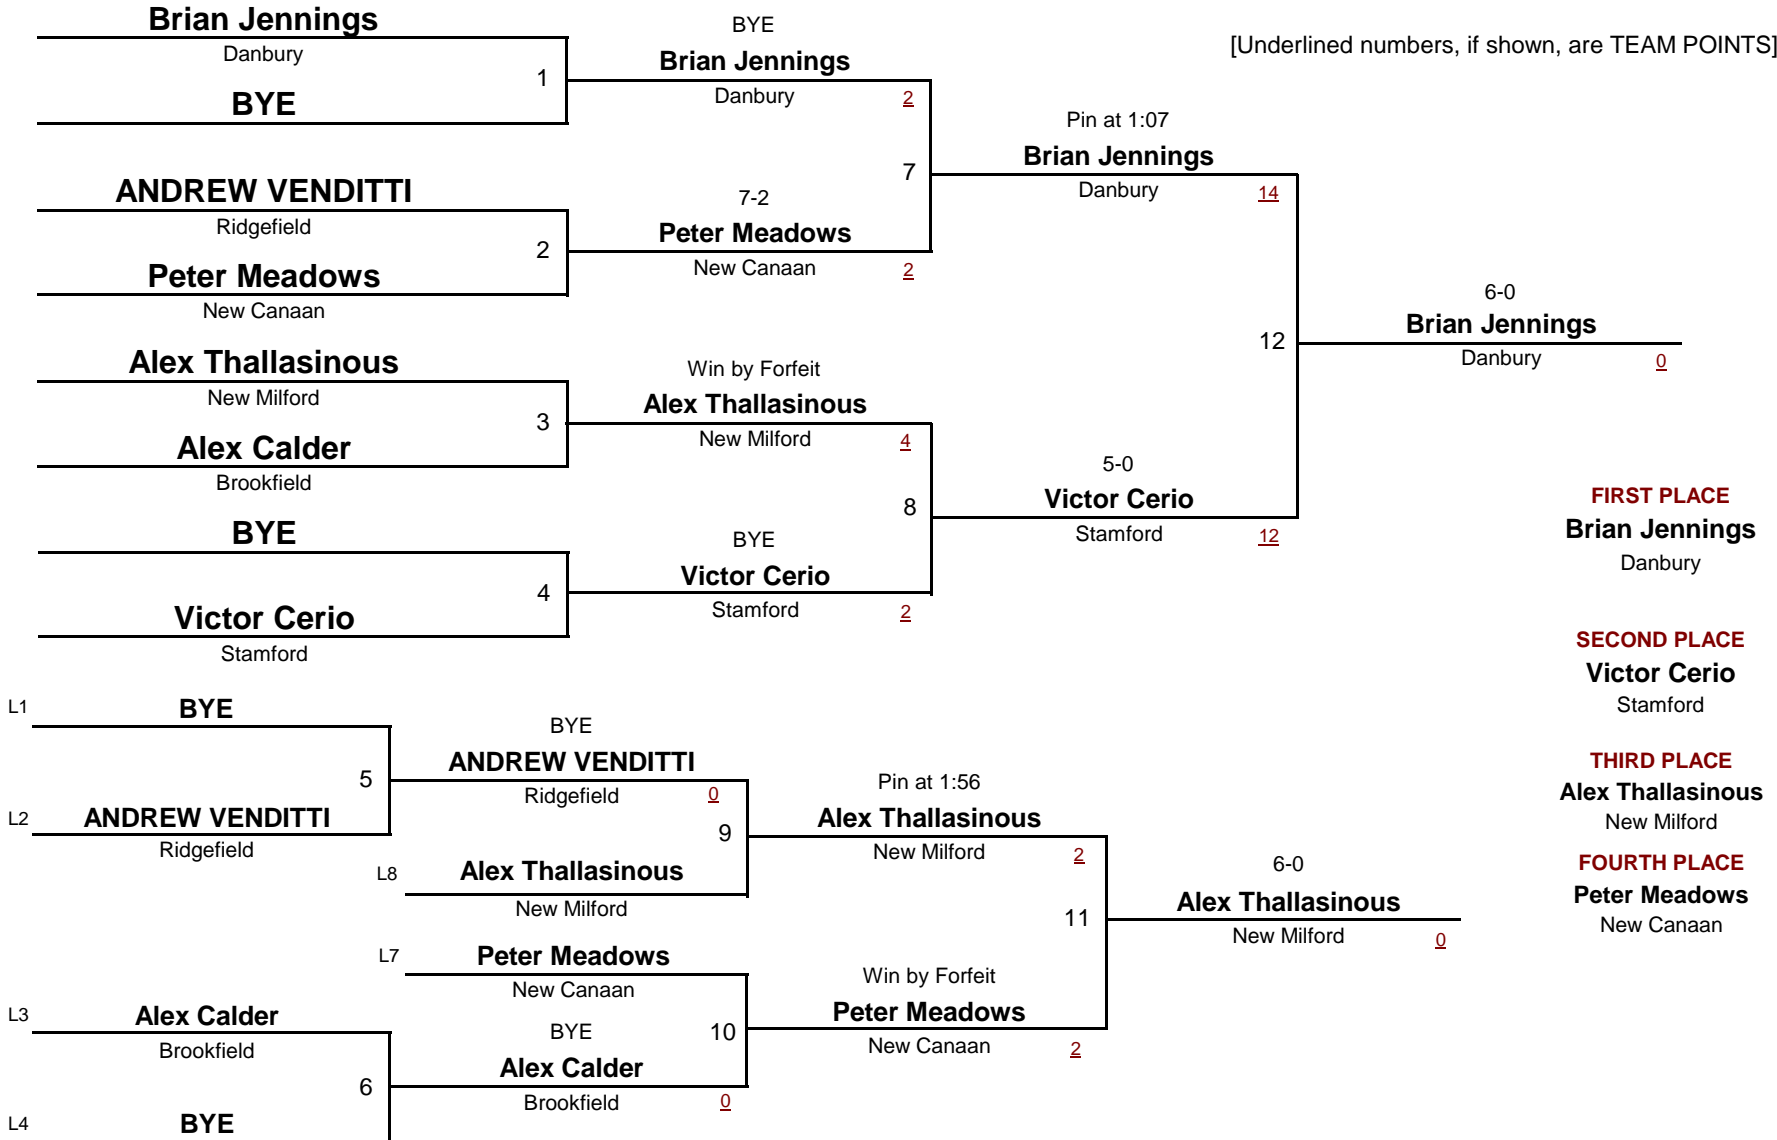 [Underlined numbers, if shown, are TEAM POINTS]
Brian Jennings
Danbury
1
BYE
ANDREW VENDITTI
Ridgefield
2
Peter Meadows
New Canaan
Alex Thallasinous
New Milford
3
Alex Calder
Brookfield
BYE
4
Victor Cerio
Stamford
BYE
Brian Jennings
Danbury
2
7
7-2
Peter Meadows
New Canaan
2
Win by Forfeit
Alex Thallasinous
New Milford
4
8
BYE
Victor Cerio
Stamford
2
Pin at 1:07
Brian Jennings
Danbury
14
12
5-0
Victor Cerio
Stamford
12
6-0
Brian Jennings
Danbury
0
FIRST PLACE
Brian Jennings
Danbury
SECOND PLACE
Victor Cerio
Stamford
THIRD PLACE
Alex Thallasinous
New Milford
FOURTH PLACE
Peter Meadows
New Canaan
L1
BYE
5
L2
ANDREW VENDITTI
Ridgefield
L3
Alex Calder
Brookfield
6
L4
BYE
BYE
ANDREW VENDITTI
Ridgefield
0
9
L8
Alex Thallasinous
New Milford
L7
Peter Meadows
New Canaan
10
BYE
Alex Calder
Brookfield
0
Pin at 1:56
Alex Thallasinous
New Milford
2
11
Win by Forfeit
Peter Meadows
New Canaan
2
6-0
Alex Thallasinous
New Milford
0